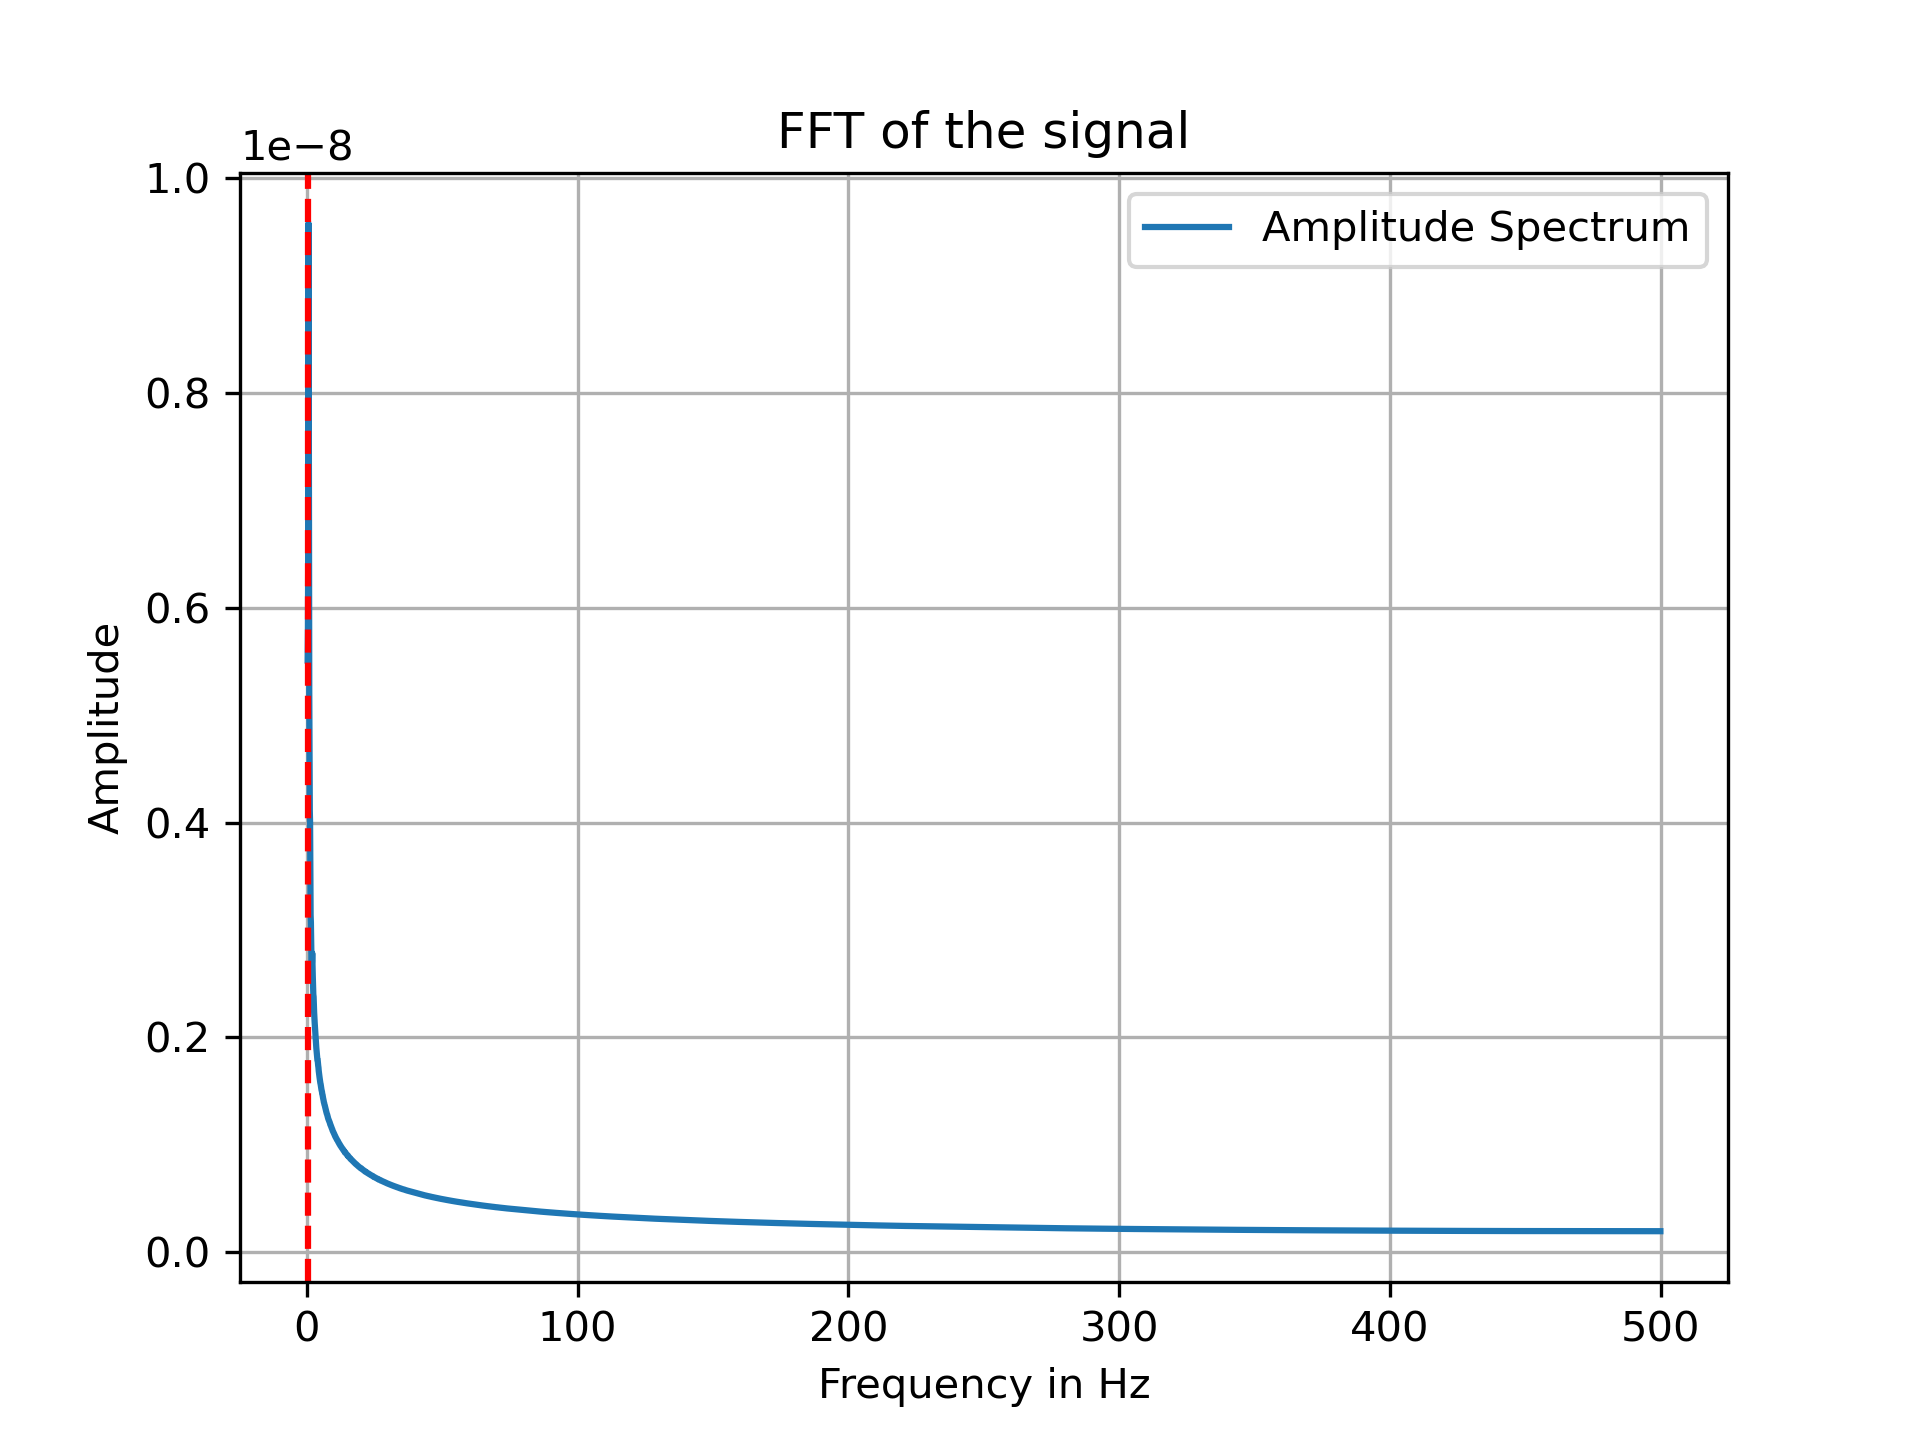 FFT of the signal
1e−8
1.0
0.8
0.6
0.4
0.2
0.0
Amplitude
Amplitude Spectrum
0 100 200 300 400 500
Frequency in Hz